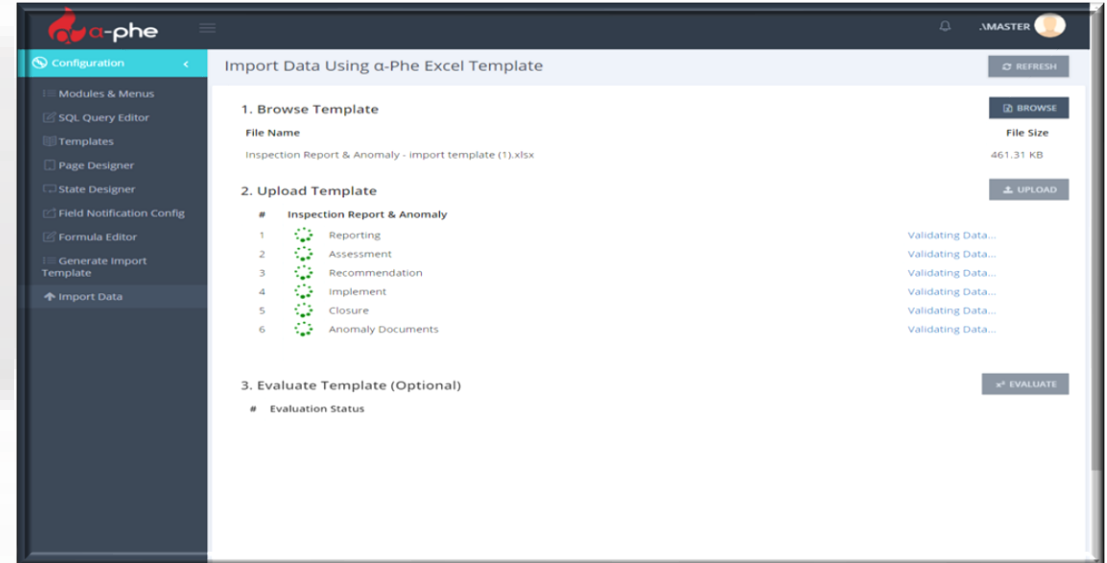 α-phe
.\MASTER
Configuration
Import Data Using α-Phe Excel Template
REFRESH
Modules & Menus
SQL Query Editor
Templates
Page Designer
State Designer
Field Notification Config
Formula Editor
Generate Import
Template
Import Data
1. Browse Template
BROWSE
File Name
File Size
Inspection Report & Anomaly - import template (1).xlsx
461.31 KB
2. Upload Template
UPLOAD
# Inspection Report & Anomaly
1 Reporting Validating Data...
2 Assessment Validating Data...
3 Recommendation Validating Data...
4 Implement Validating Data...
5 Closure Validating Data...
6 Anomaly Documents Validating Data...
3. Evaluate Template (Optional)
x² EVALUATE
# Evaluation Status